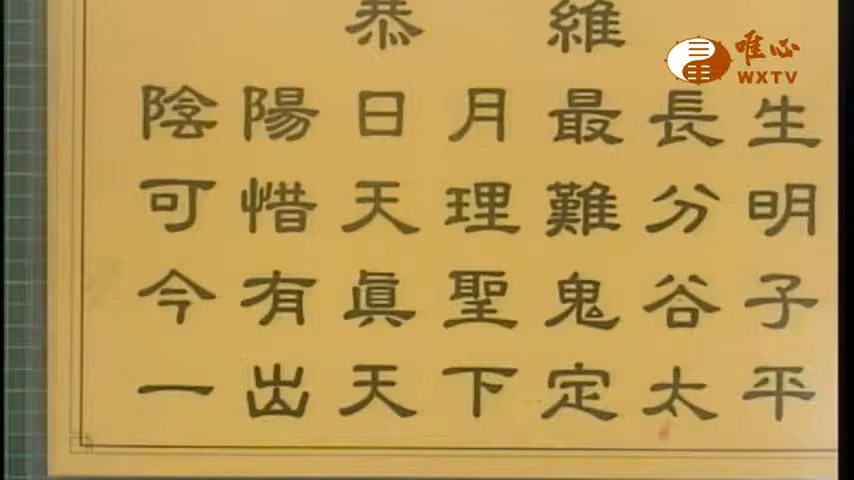 恭 維
陰陽日月最長生
可惜天理難分明
今有眞聖鬼谷子
一出天下定太平
唯心
WXTV